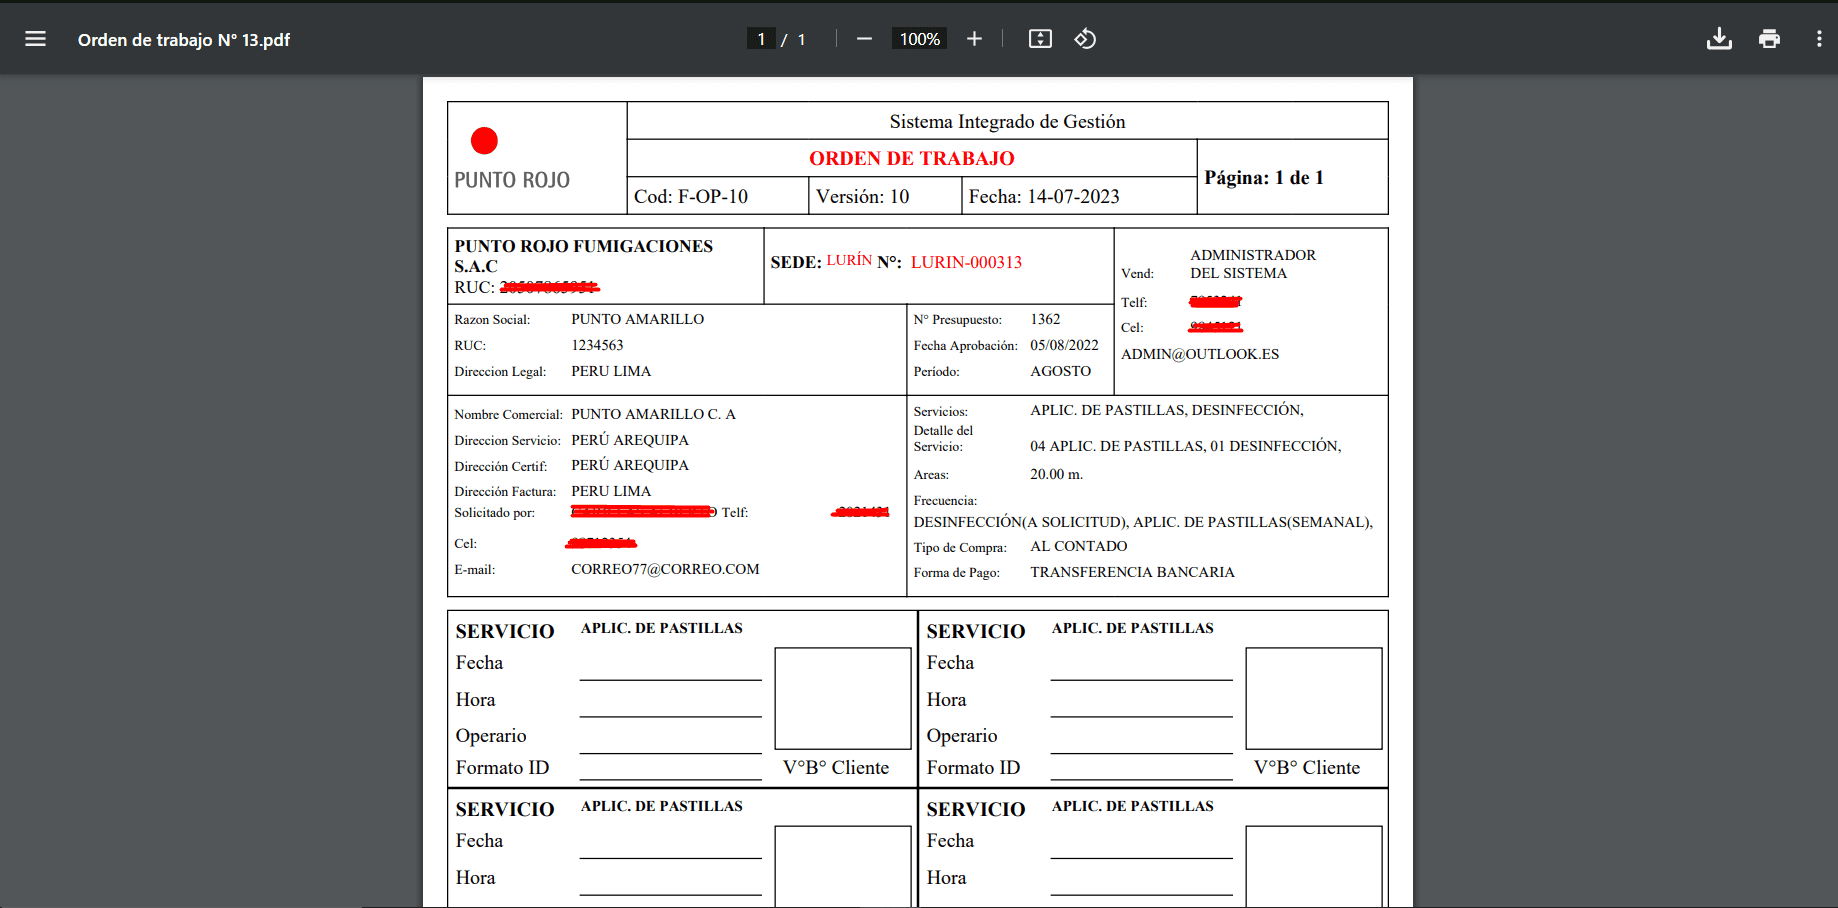 Orden de trabajo N° 13.pdf
1 / 1
100%
PUNTO ROJO
Sistema Integrado de Gestión
ORDEN DE TRABAJO
Página: 1 de 1
Cod: F-OP-10
Versión: 10
Fecha: 14-07-2023
PUNTO ROJO FUMIGACIONES
S.A.C
RUC:
SEDE: LURÍN N°: LURIN-000313
Vend: ADMINISTRADOR
DEL SISTEMA
Telf:
Cel:
ADMIN@OUTLOOK.ES
Razon Social: PUNTO AMARILLO
RUC: 1234563
Direccion Legal: PERU LIMA
N° Presupuesto: 1362
Fecha Aprobación: 05/08/2022
Período: AGOSTO
Nombre Comercial: PUNTO AMARILLO C. A
Direccion Servicio: PERÚ AREQUIPA
Dirección Certif: PERÚ AREQUIPA
Dirección Factura: PERU LIMA
Solicitado por: Telf:
Cel:
E-mail: CORREO77@CORREO.COM
Servicios: APLIC. DE PASTILLAS, DESINFECCIÓN,
Detalle del
Servicio: 04 APLIC. DE PASTILLAS, 01 DESINFECCIÓN,
Areas: 20.00 m.
Frecuencia:
DESINFECCIÓN(A SOLICITUD), APLIC. DE PASTILLAS(SEMANAL),
Tipo de Compra: AL CONTADO
Forma de Pago: TRANSFERENCIA BANCARIA
SERVICIO APLIC. DE PASTILLAS
Fecha
Hora
Operario
Formato ID
V°B° Cliente
SERVICIO APLIC. DE PASTILLAS
Fecha
Hora
Operario
Formato ID
V°B° Cliente
SERVICIO APLIC. DE PASTILLAS
Fecha
Hora
SERVICIO APLIC. DE PASTILLAS
Fecha
Hora